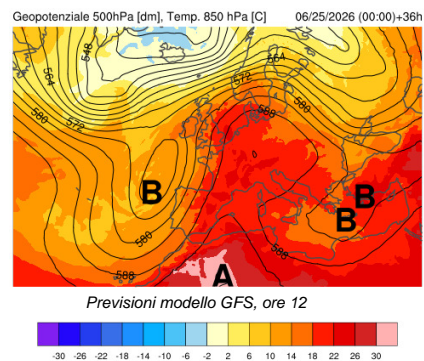 Geopotenziale 500hPa [dm], Temp. 850 hPa [C] 06/25/2026 (00:00)+36h
548
564
564
572
580
588
580
572
B
B
B
580
588
588
A
Previsioni modello GFS, ore 12
-30 -26 -22 -18 -14 -10 -6 -2 2 6 10 14 18 22 26 30